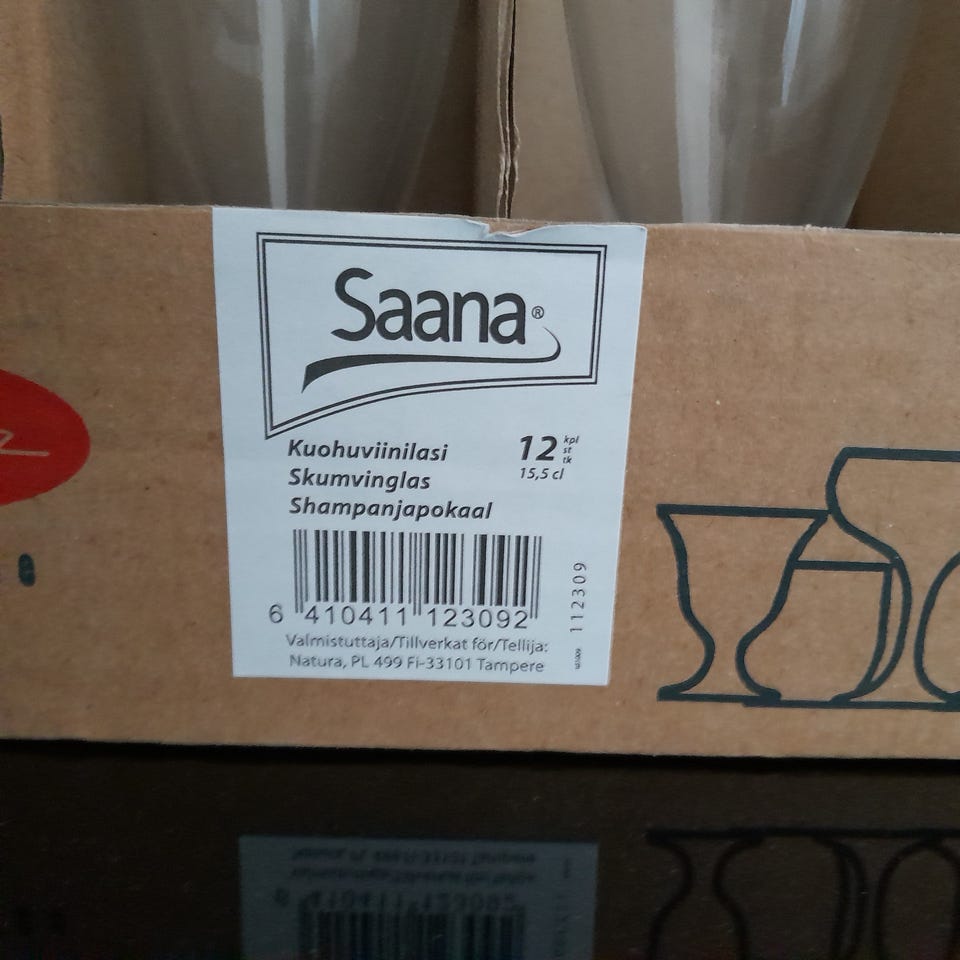 Saana®
Kuohuviinilasi
Skumvinglas
Shampanjapokaal
12 kpl
st
tk
15,5 cl
6 410411 123092
112309
Valmistuttaja/Tillverkat för/Tellija:
Natura, PL 499 Fi-33101 Tampere